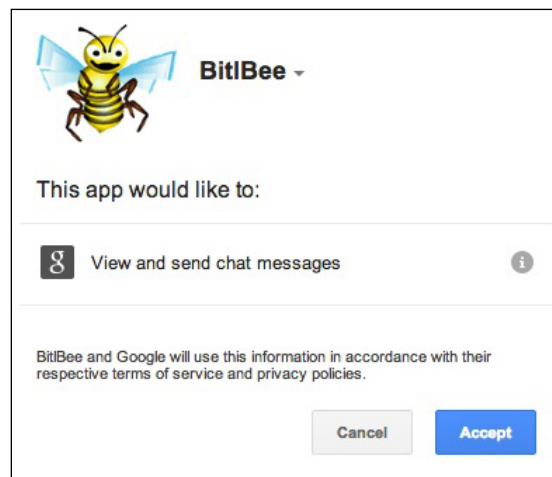 BitlBee
This app would like to:
g View and send chat messages i
BitlBee and Google will use this information in accordance with their
respective terms of service and privacy policies.
Cancel Accept